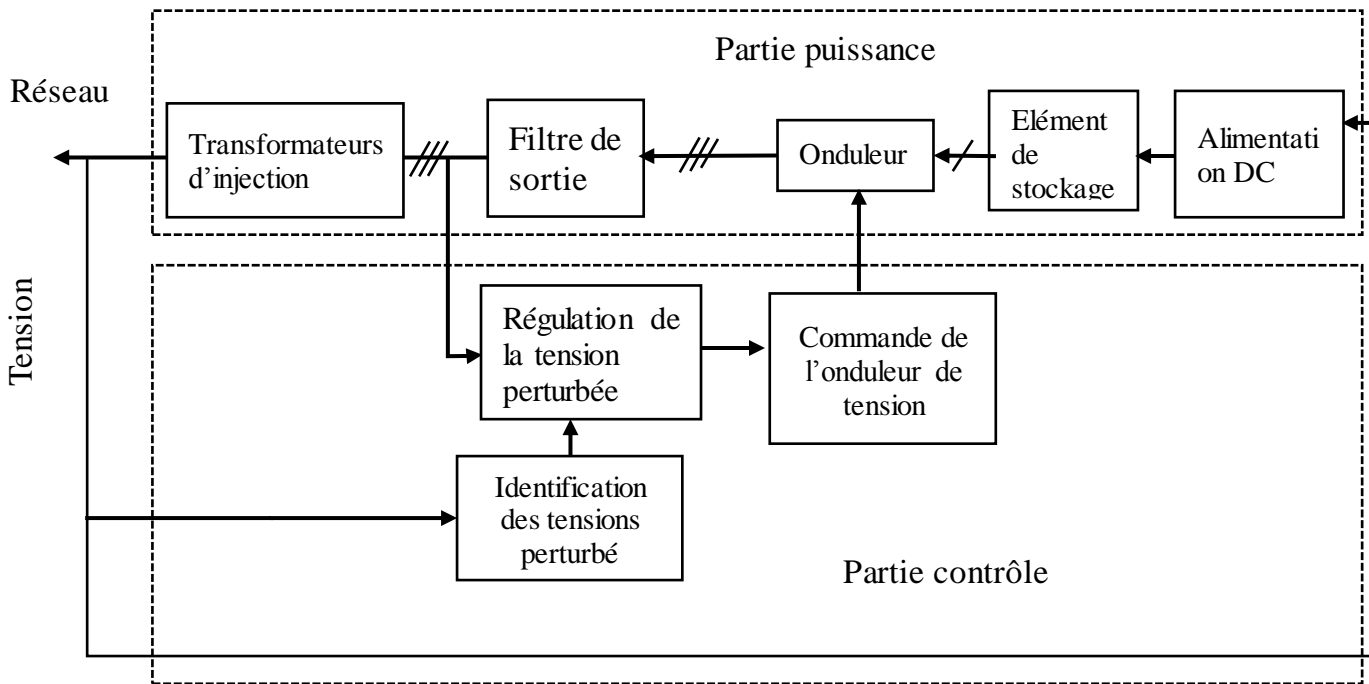 Partie puissance
Réseau
Transformateurs
d’injection
Filtre de
sortie
Onduleur
Elément
de
stockage
Alimentati
on DC
Tension
Régulation de
la tension
perturbée
Commande de
l’onduleur de
tension
Identification
des tensions
perturbé
Partie contrôle